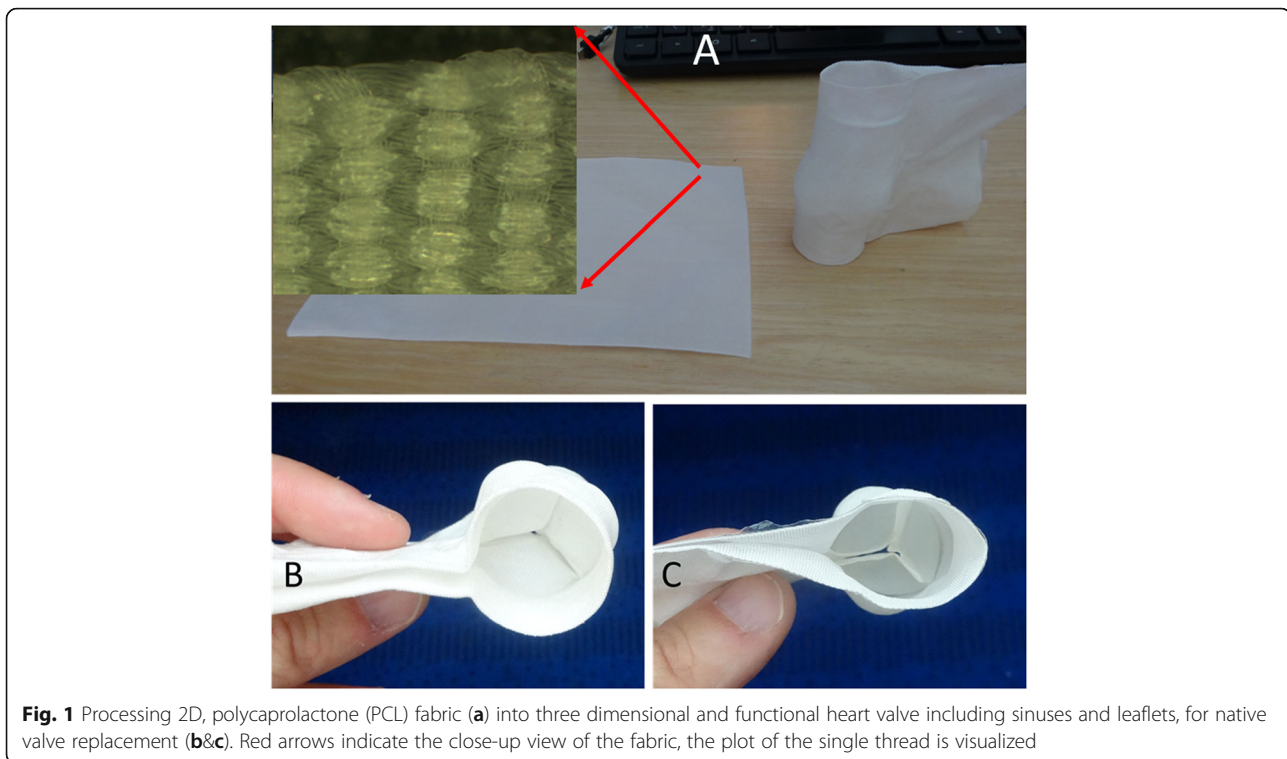 A
B
C
Fig. 1 Processing 2D, polycaprolactone (PCL) fabric (a) into three dimensional and functional heart valve including sinuses and leaflets, for native
valve replacement (b&c). Red arrows indicate the close-up view of the fabric, the plot of the single thread is visualized